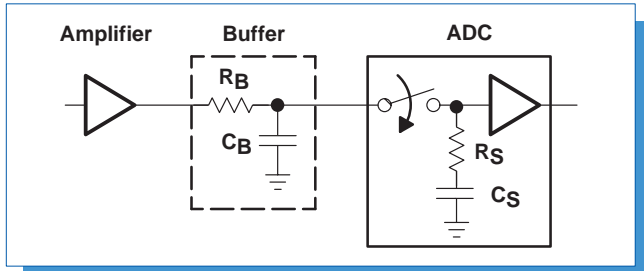 Amplifier
Buffer
ADC
RB
CB
RS
CS